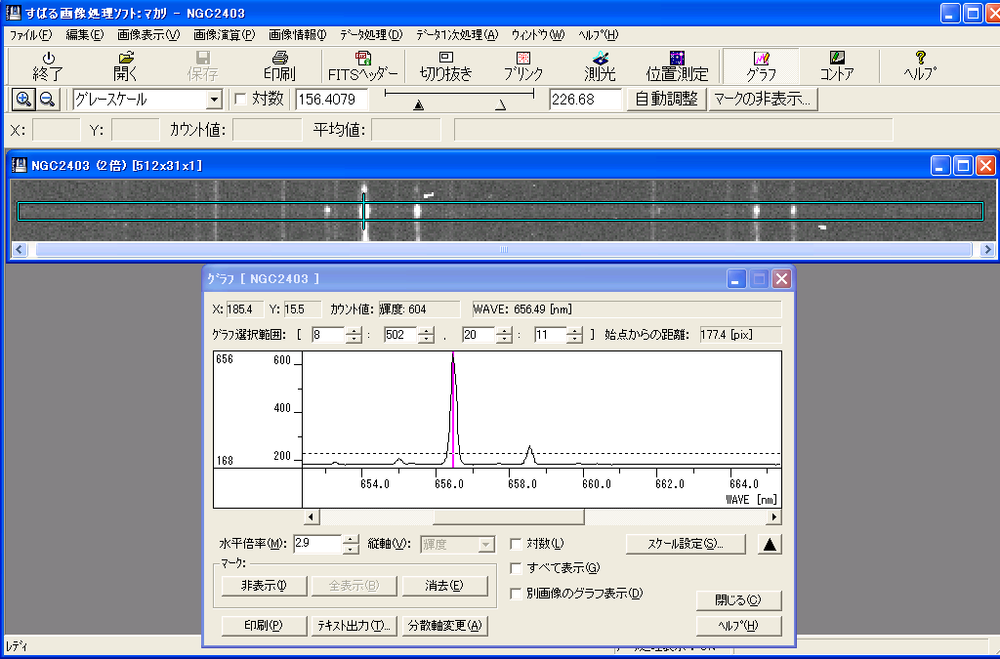 すばる画像処理ソフト:マカリ - NGC2403
ファイル(F) 編集(E) 画像表示(V) 画像演算(P) 画像情報(I) データ処理(D) データ1次処理(A) ウィンドウ(W) ヘルプ(H)
終了 開く 保存 印刷 FITSヘッダー 切り抜き ブリンク 測光 位置測定 グラフ コントア ヘルプ
グレースケール 対数 156.4079 226.68 自動調整 マークの非表示...
X: Y: カウント値: 平均値:
NGC2403 (2倍) [512x31x1]
グラフ [ NGC2403 ]
X: 185.4 Y: 15.5 カウント値: 輝度: 604 WAVE: 656.49 [nm]
グラフ選択範囲: [ 8 : 502 , 20 : 11 ] 始点からの距離: 177.4 [pix]
656 600
400
200
168
654.0 656.0 658.0 660.0 662.0 664.0
WAVE [nm]
水平倍率(M): 2.9 縦軸(V): 輝度 対数(L) スケール設定(S)... ▲
マーク: すべて表示(G)
非表示(I) 全表示(B) 消去(E) 別画像のグラフ表示(D)
閉じる(C)
印刷(P) テキスト出力(T)... 分散軸変更(A) ヘルプ(H)
レディ